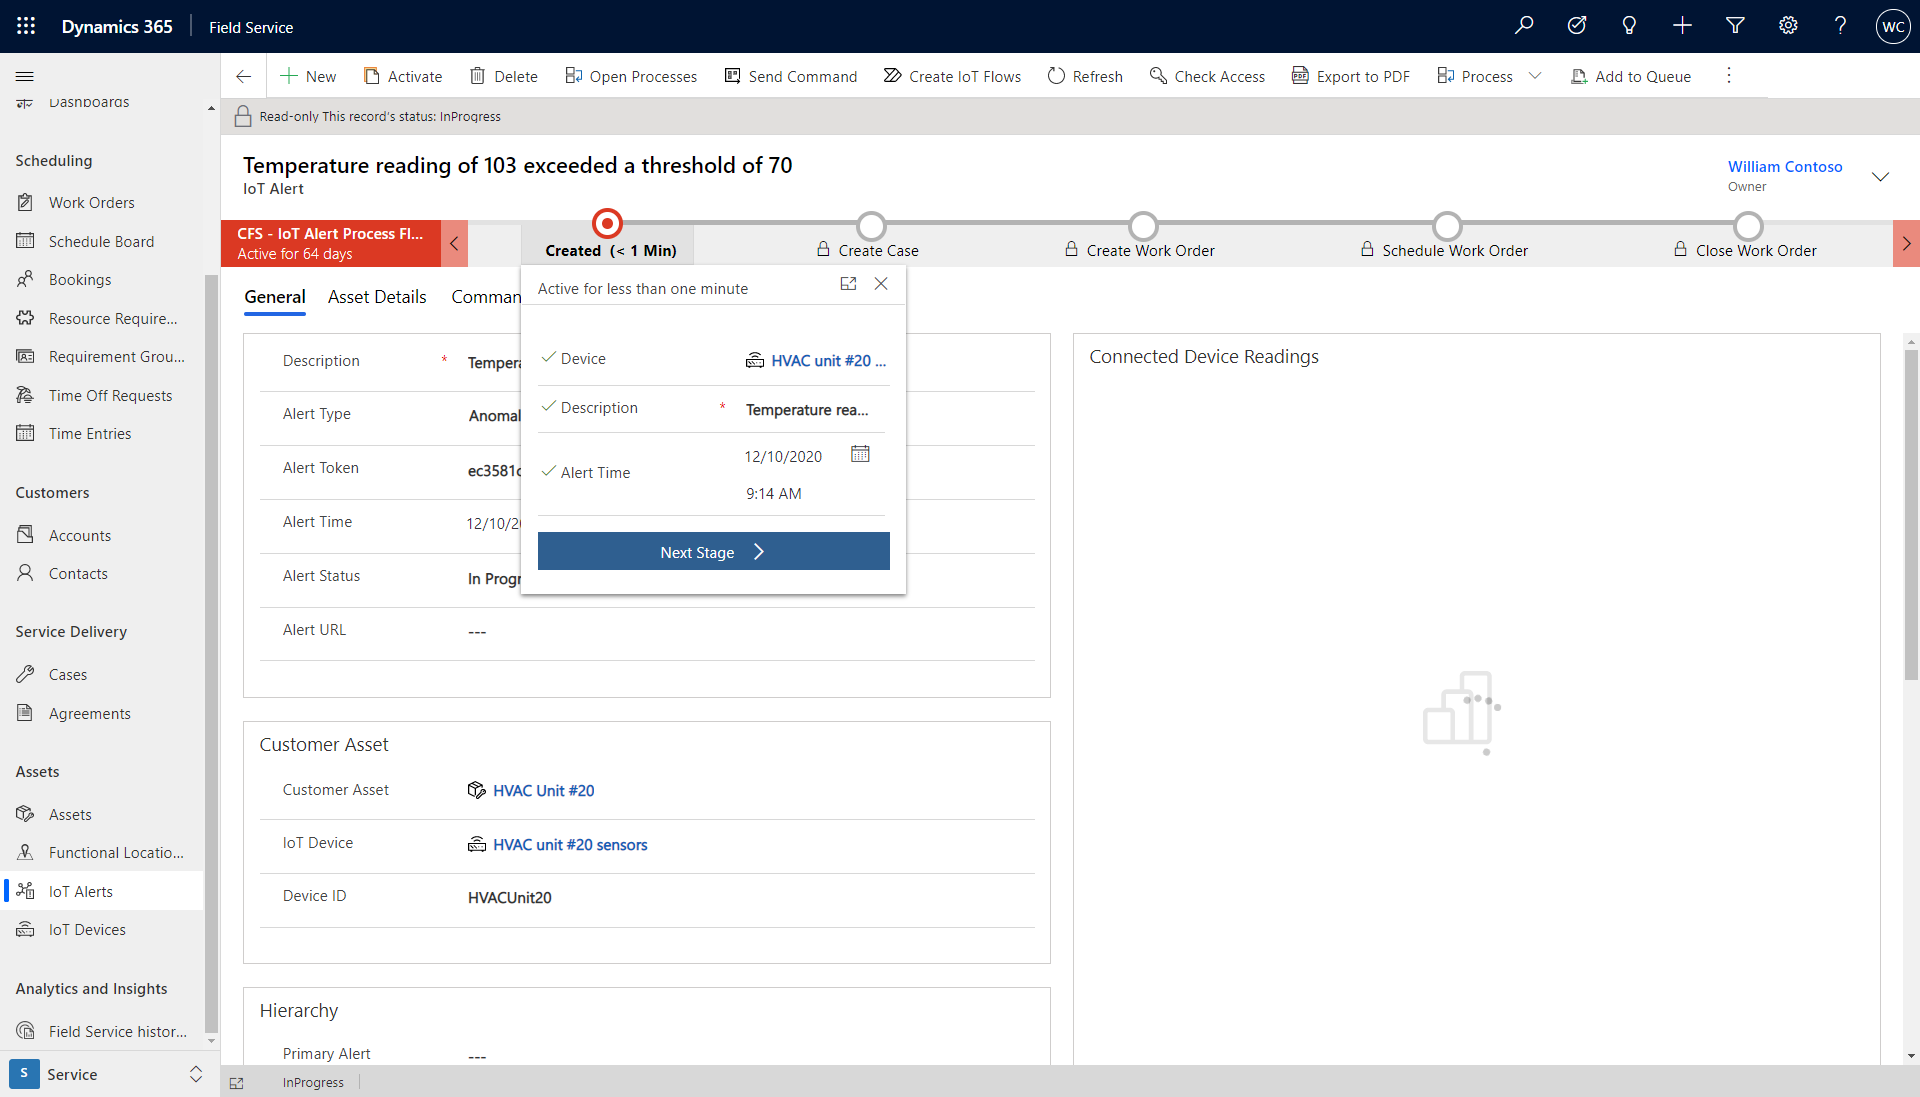 Dynamics 365
Field Service
WC
New
Activate
Delete
Open Processes
Send Command
Create IoT Flows
Refresh
Check Access
Export to PDF
Process
Add to Queue
Read-only This record's status: InProgress
Dashboards
Scheduling
Work Orders
Schedule Board
Bookings
Resource Require...
Requirement Grou...
Time Off Requests
Time Entries
Customers
Accounts
Contacts
Service Delivery
Cases
Agreements
Assets
Assets
Functional Locatio...
IoT Alerts
IoT Devices
Analytics and Insights
Field Service histor...
S
Service
Temperature reading of 103 exceeded a threshold of 70
IoT Alert
William Contoso
Owner
CFS - IoT Alert Process Fl...
Active for 64 days
Created (< 1 Min)
Create Case
Create Work Order
Schedule Work Order
Close Work Order
General
Asset Details
Comman
Active for less than one minute
Device
HVAC unit #20 ...
Description *
Temperature rea...
Alert Time
12/10/2020
9:14 AM
Next Stage
Description * Tempera
Alert Type Anomal
Alert Token ec3581c
Alert Time 12/10/20
Alert Status In Progr
Alert URL ---
Customer Asset
Customer Asset HVAC Unit #20
IoT Device HVAC unit #20 sensors
Device ID HVACUnit20
Hierarchy
Primary Alert ---
Connected Device Readings
InProgress